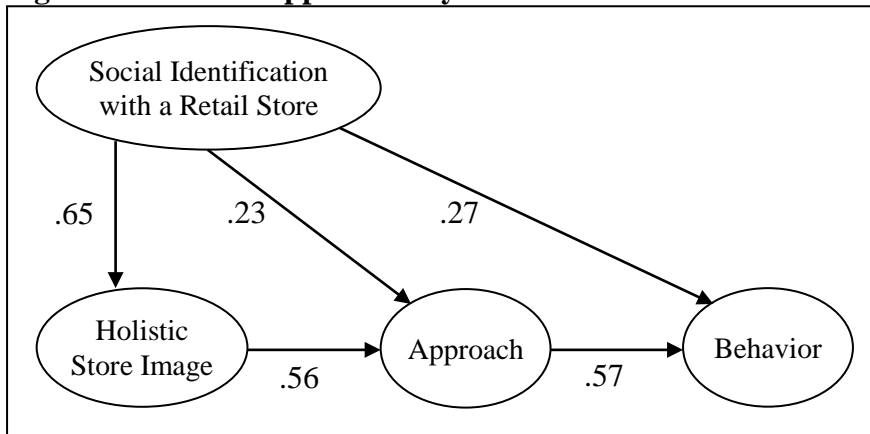 Social Identification
with a Retail Store
.65
.23
.27
Holistic
Store Image
Approach
Behavior
.56
.57